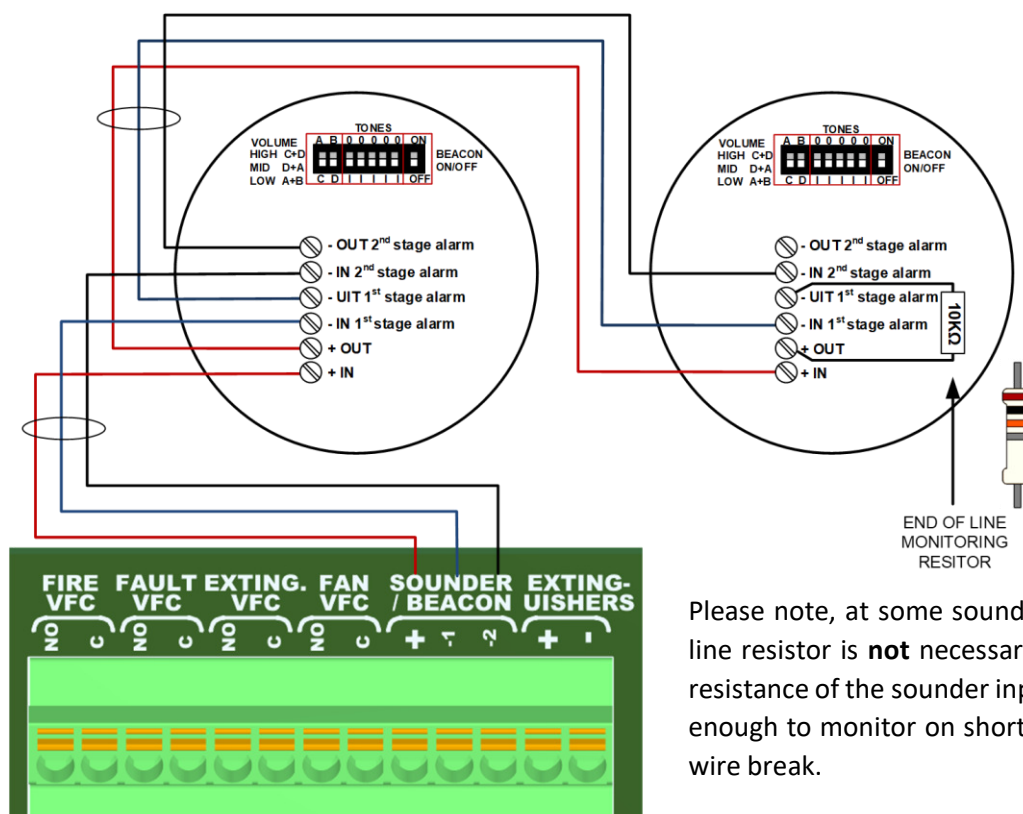 TONES
A B 0 0 0 0 0 ON
VOLUME
HIGH C+D
MID D+A
LOW A+B
C D I I I I I OFF
BEACON
ON/OFF
- OUT 2nd stage alarm
- IN 2nd stage alarm
- UIT 1st stage alarm
- IN 1st stage alarm
+ OUT
+ IN
TONES
A B 0 0 0 0 0 ON
VOLUME
HIGH C+D
MID D+A
LOW A+B
C D I I I I I OFF
BEACON
ON/OFF
- OUT 2nd stage alarm
- IN 2nd stage alarm
- UIT 1st stage alarm
- IN 1st stage alarm
+ OUT
+ IN
10KΩ
END OF LINE
MONITORING
RESITOR
FIRE VFC
FAULT VFC
EXTING. VFC
FAN VFC
SOUNDER / BEACON
EXTING- UISHERS
NO C NO C NO C NO C + -1 -2 + -
Please note, at some sound
line resistor is not necessar
resistance of the sounder inp
enough to monitor on short
wire break.